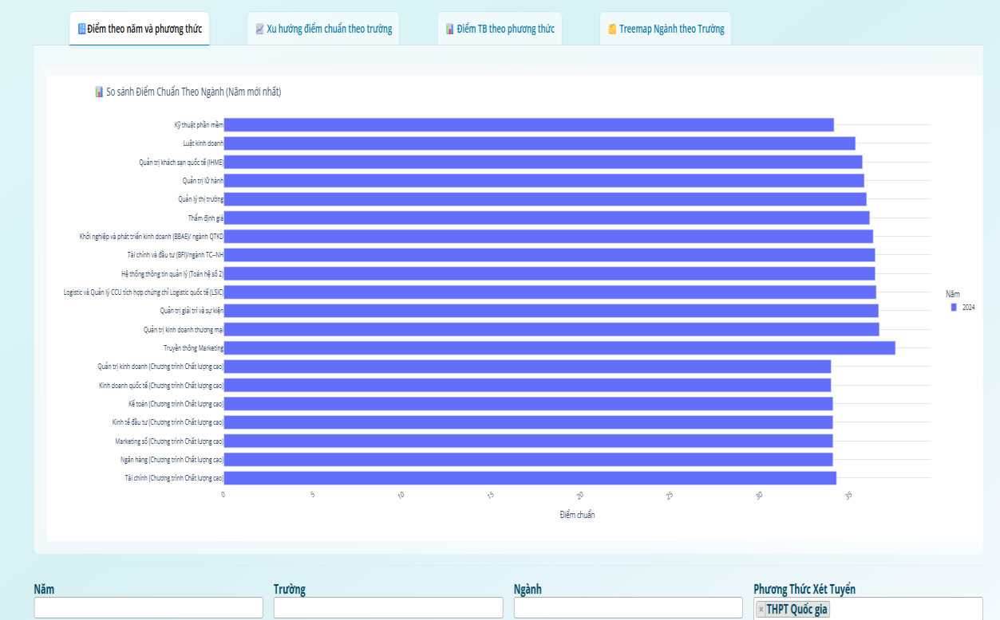 Điểm theo năm và phương thức
Xu hướng điểm chuẩn theo trường
Điểm TB theo phương thức
Treemap Ngành theo Trường
So sánh Điểm Chuẩn Theo Ngành (Năm mới nhất)
Kỹ thuật phần mềm
Luật kinh doanh
Quản trị khách sạn quốc tế (IHME)
Quản trị lữ hành
Quản lý thị trường
Thẩm định giá
Khởi nghiệp và phát triển kinh doanh (BBAE)/ ngành QTKD
Tài chính và đầu tư (BFI)/ngành TC–NH
Hệ thống thông tin quản lý (Toán hệ số 2)
Logistic và Quản lý CCU tích hợp chứng chỉ Logistic quốc tế (LSIC)
Quản trị giải trí và sự kiện
Quản trị kinh doanh thương mại
Truyền thông Marketing
Quản trị kinh doanh (Chương trình Chất lượng cao)
Kinh doanh quốc tế (Chương trình Chất lượng cao)
Kế toán (Chương trình Chất lượng cao)
Kinh tế đầu tư (Chương trình Chất lượng cao)
Marketing số (Chương trình Chất lượng cao)
Ngân hàng (Chương trình Chất lượng cao)
Tài chính (Chương trình Chất lượng cao)
0 5 10 15 20 25 30 35
Điểm chuẩn
Năm
2024
Năm
Trường
Ngành
Phương Thức Xét Tuyển
× THPT Quốc gia